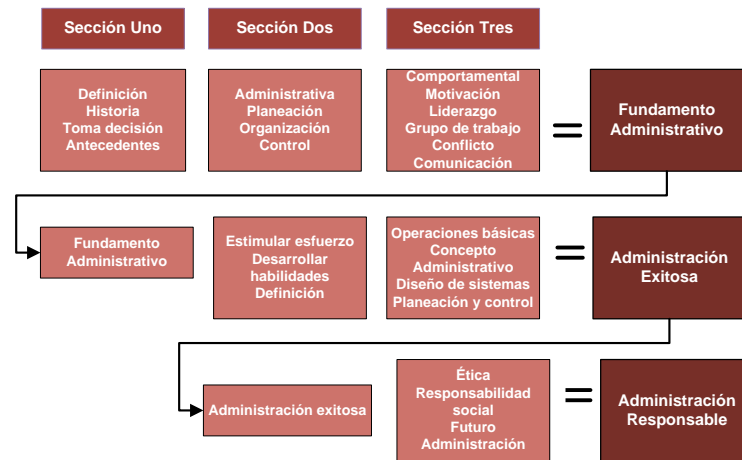 Sección Uno
Sección Dos
Sección Tres
Definición
Historia
Toma decisión
Antecedentes
Administrativa
Planeación
Organización
Control
Comportamental
Motivación
Liderazgo
Grupo de trabajo
Conflicto
Comunicación
=
Fundamento
Administrativo
Fundamento
Administrativo
Estimular esfuerzo
Desarrollar
habilidades
Definición
Operaciones básicas
Concepto
Administrativo
Diseño de sistemas
Planeación y control
=
Administración
Exitosa
Administración exitosa
Ética
Responsabilidad
social
Futuro
Administración
=
Administración
Responsable